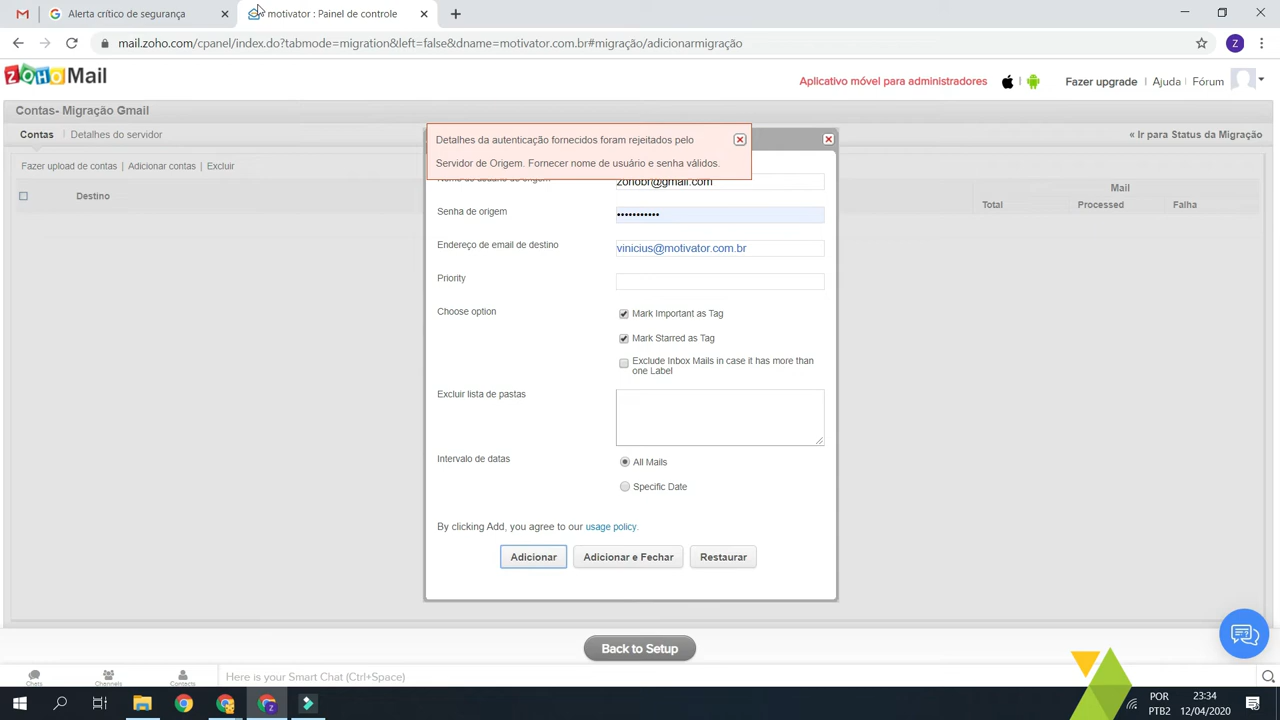 Alerta crítico de segurança
motivator : Painel de controle
mail.zoho.com/cpanel/index.do?tabmode=migration&left=false&dname=motivator.com.br#migração/adicionarmigração
Z
ZOHO Mail
Aplicativo móvel para administradores
Fazer upgrade
Ajuda
Fórum
Contas- Migração Gmail
Contas
Detalhes do servidor
« Ir para Status da Migração
Fazer upload de contas | Adicionar contas | Excluir
Destino
Mail
Total
Processed
Falha
Detalhes da autenticação fornecidos foram rejeitados pelo
Servidor de Origem. Fornecer nome de usuário e senha válidos.
zohobr@gmail.com
Senha de origem
•••••••••••
Endereço de email de destino
vinicius@motivator.com.br
Priority
Choose option
Mark Important as Tag
Mark Starred as Tag
Exclude Inbox Mails in case it has more than
one Label
Excluir lista de pastas
Intervalo de datas
All Mails
Specific Date
By clicking Add, you agree to our usage policy.
Adicionar
Adicionar e Fechar
Restaurar
Back to Setup
Chats
Channels
Contacts
Here is your Smart Chat (Ctrl+Space)
POR
PTB2
23:34
12/04/2020